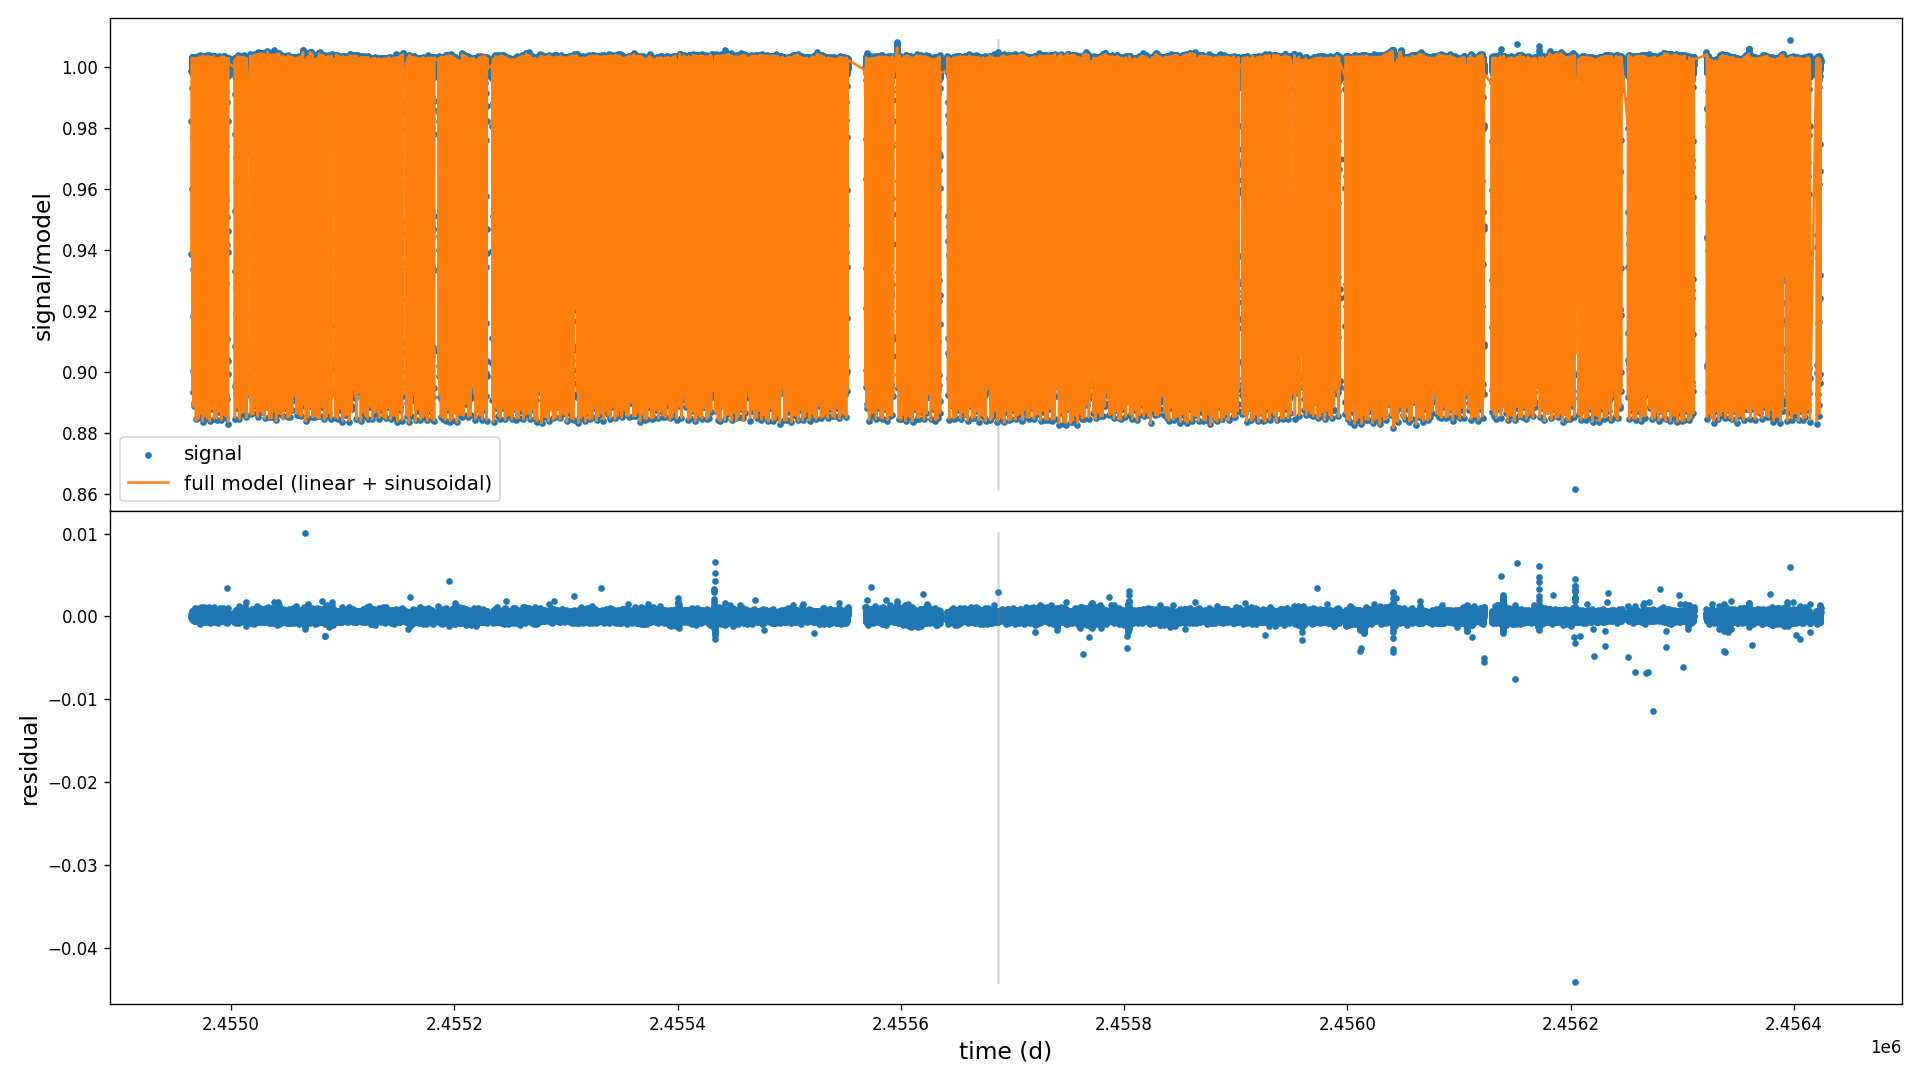 signal/model
1.00
0.98
0.96
0.94
0.92
0.90
0.88
0.86
signal
full model (linear + sinusoidal)
residual
0.01
0.00
−0.01
−0.02
−0.03
−0.04
2.4550 2.4552 2.4554 2.4556 2.4558 2.4560 2.4562 2.4564
time (d)
1e6